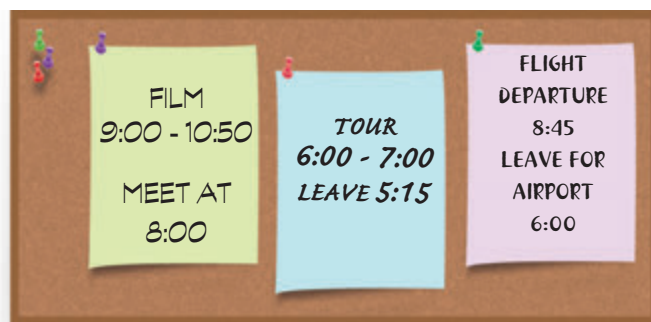 FILM
9:00 - 10:50
MEET AT
8:00
TOUR
6:00 - 7:00
LEAVE 5:15
FLIGHT
DEPARTURE
8:45
LEAVE FOR
AIRPORT
6:00